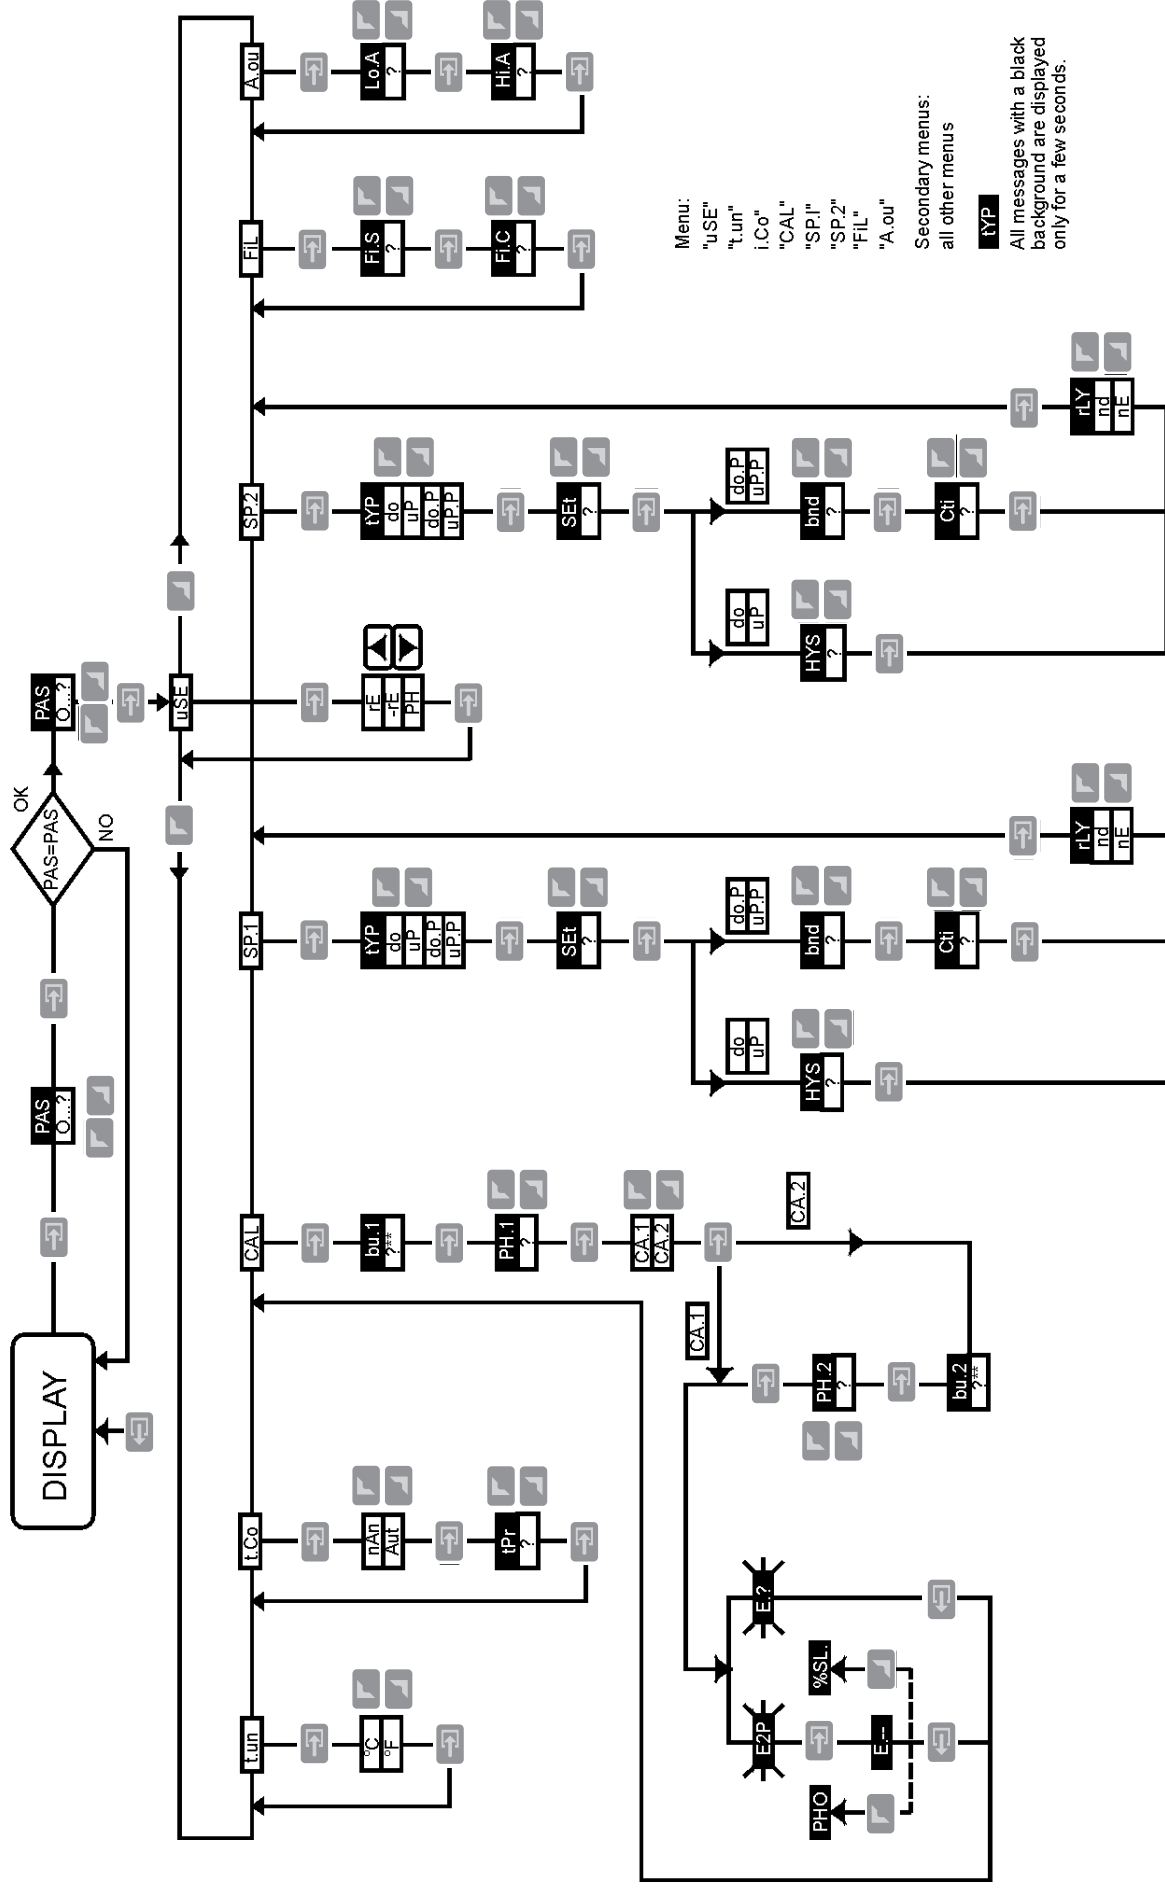 DISPLAY
PAS
O...?
PAS=PAS
OK
NO
PAS
O...?
uSE
rE
-rE
PH
t.un
°C
°F
t.Co
nAn
Aut
tPr
?
CAL
bu.1
?**
PH.1
?
CA.1
CA.2
CA.1
CA.2
bu.2
?**
PH.2
?
E2P
E.?
E.--
PHO
%SL.
SP.1
tYP
do
uP
do.P
uP.P
SEt
?
do
uP
HYS
?
do.P
uP.P
bnd
?
Cti
?
rLY
nd
nE
SP.2
tYP
do
uP
do.P
uP.P
SEt
?
do
uP
HYS
?
do.P
uP.P
bnd
?
Cti
?
rLY
nd
nE
FiL
Fi.S
?
Fi.C
?
A.ou
Lo.A
?
Hi.A
?
Menu:
"uSE"
"t.un"
i.Co"
"CAL"
"SP.I"
"SP.2"
"FiL"
"A.ou"
Secondary menus:
all other menus
tYP
All messages with a black
background are displayed
only for a few seconds.